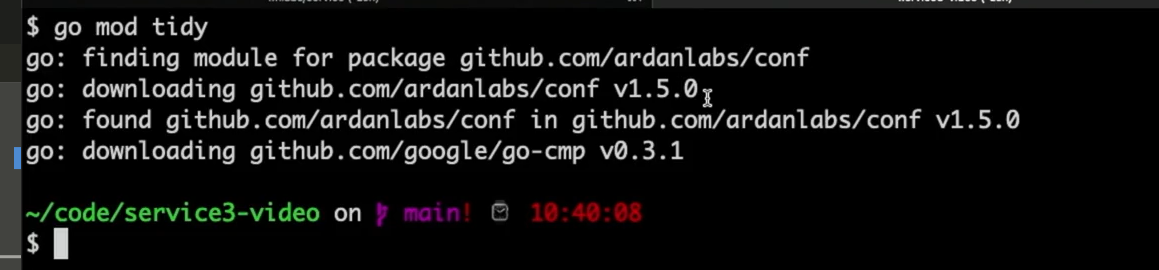 $ go mod tidy
go: finding module for package github.com/ardanlabs/conf
go: downloading github.com/ardanlabs/conf v1.5.0
go: found github.com/ardanlabs/conf in github.com/ardanlabs/conf v1.5.0
go: downloading github.com/google/go-cmp v0.3.1
~/code/service3-video on main! 10:40:08
$